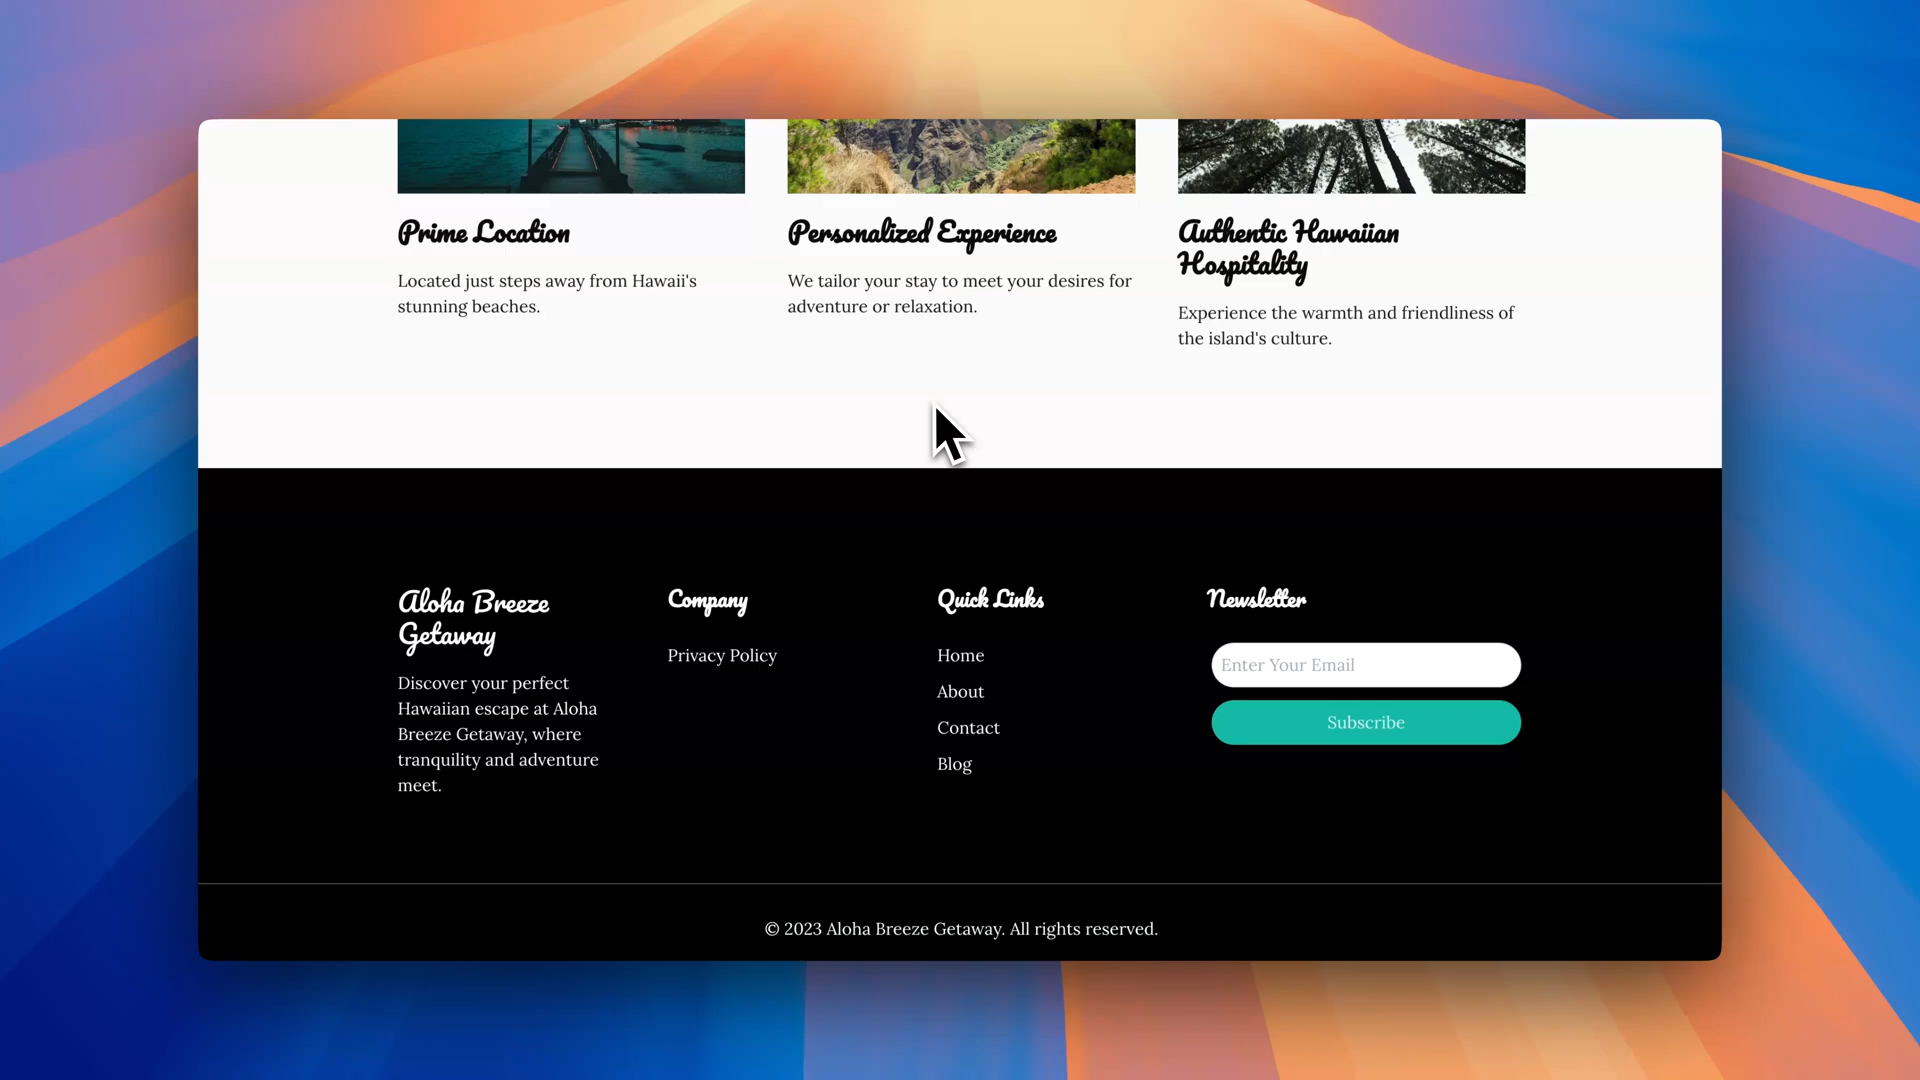 Prime Location
Located just steps away from Hawaii's
stunning beaches.
Personalized Experience
We tailor your stay to meet your desires for
adventure or relaxation.
Authentic Hawaiian
Hospitality
Experience the warmth and friendliness of
the island's culture.
Aloha Breeze
Getaway
Discover your perfect
Hawaiian escape at Aloha
Breeze Getaway, where
tranquility and adventure
meet.
Company
Privacy Policy
Quick Links
Home
About
Contact
Blog
Newsletter
Enter Your Email
Subscribe
© 2023 Aloha Breeze Getaway. All rights reserved.